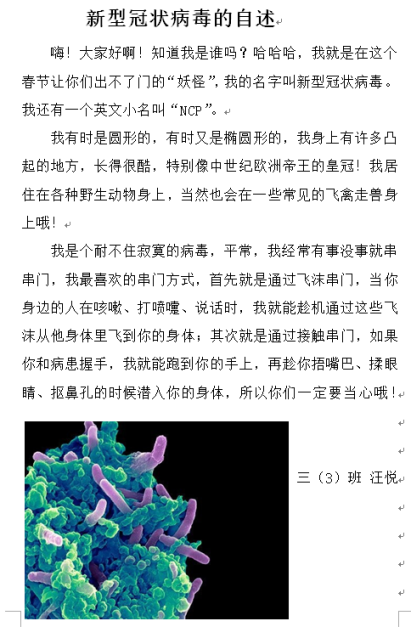 新型冠状病毒的自述
嗨！大家好啊！知道我是谁吗？哈哈哈，我就是在这个
春节让你们出不了门的“妖怪”，我的名字叫新型冠状病毒。
我还有一个英文小名叫“NCP”。
我有时是圆形的，有时又是椭圆形的，我身上有许多凸
起的地方，长得很酷，特别像中世纪欧洲帝王的皇冠！我居
住在各种野生动物身上，当然也会在一些常见的飞禽走兽身
上哦！
我是个耐不住寂寞的病毒，平常，我经常有事没事就串
串门，我最喜欢的串门方式，首先就是通过飞沫串门，当你
身边的人在咳嗽、打喷嚏、说话时，我就能趁机通过这些飞
沫从他身体里飞到你的身体；其次就是通过接触串门，如果
你和病患握手，我就能跑到你的手上，再趁你捂嘴巴、揉眼
睛、抠鼻孔的时候潜入你的身体，所以你们一定要当心哦！
三（3）班 汪悦